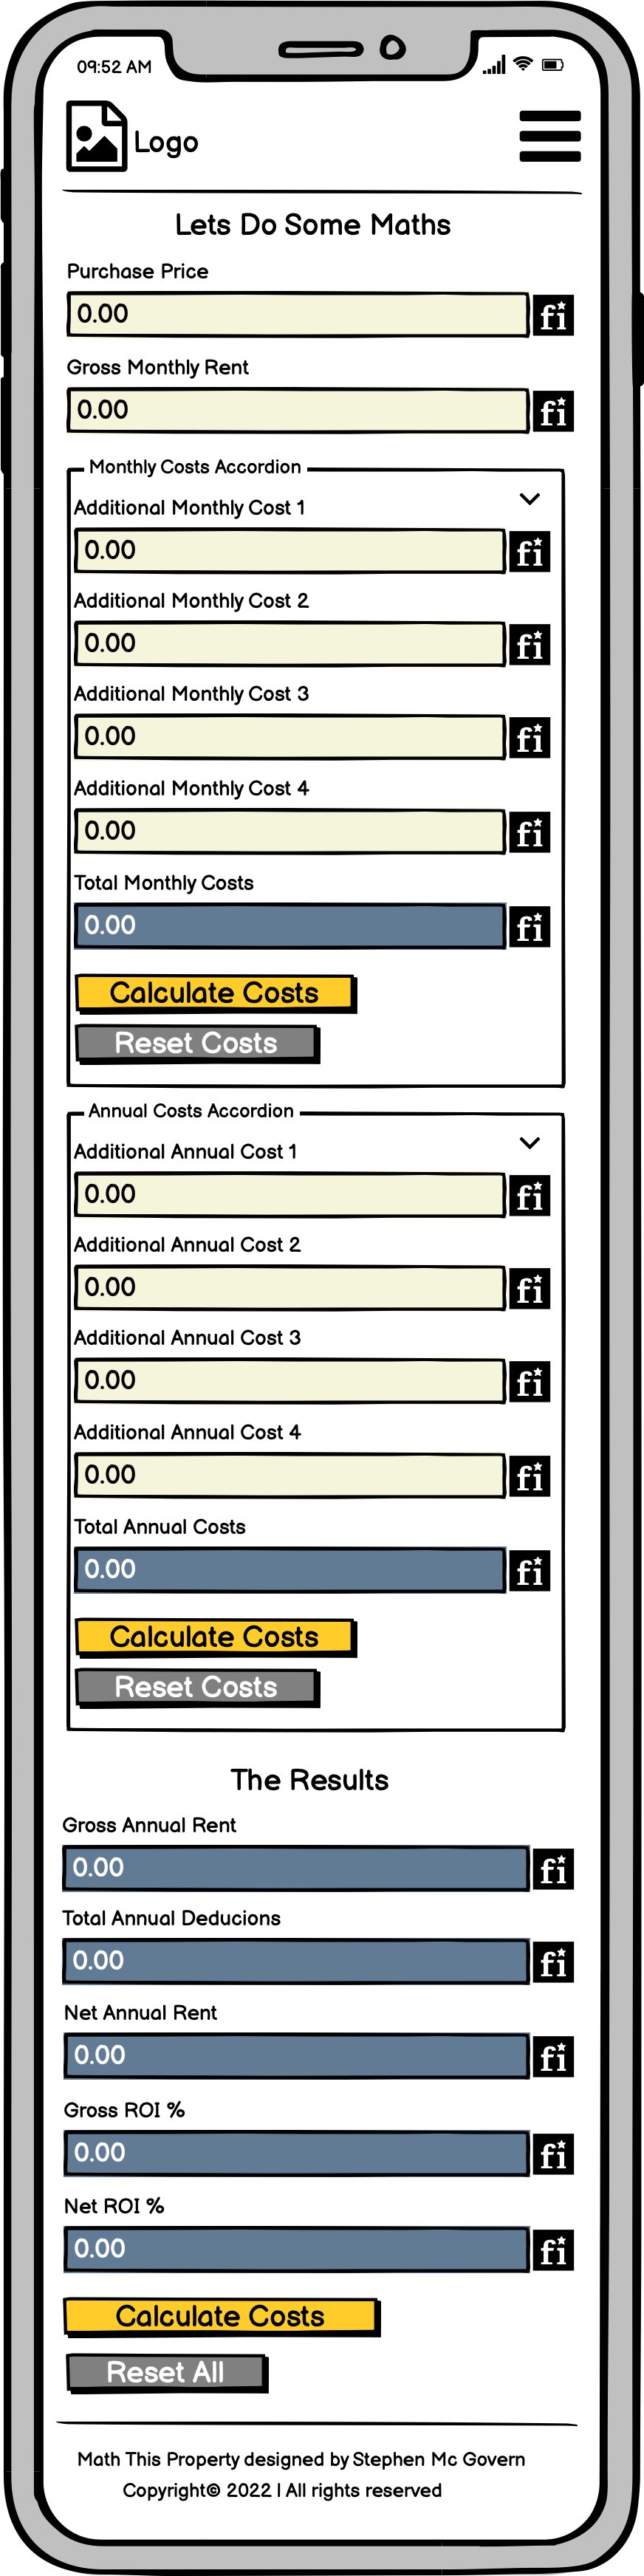 09:52 AM
Logo
Lets Do Some Maths
Purchase Price
0.00 fi
Gross Monthly Rent
0.00 fi
Monthly Costs Accordion
Additional Monthly Cost 1
0.00 fi
Additional Monthly Cost 2
0.00 fi
Additional Monthly Cost 3
0.00 fi
Additional Monthly Cost 4
0.00 fi
Total Monthly Costs
0.00 fi
Calculate Costs
Reset Costs
Annual Costs Accordion
Additional Annual Cost 1
0.00 fi
Additional Annual Cost 2
0.00 fi
Additional Annual Cost 3
0.00 fi
Additional Annual Cost 4
0.00 fi
Total Annual Costs
0.00 fi
Calculate Costs
Reset Costs
The Results
Gross Annual Rent
0.00 fi
Total Annual Deducions
0.00 fi
Net Annual Rent
0.00 fi
Gross ROI %
0.00 fi
Net ROI %
0.00 fi
Calculate Costs
Reset All
Math This Property designed by Stephen Mc Govern
Copyright© 2022 | All rights reserved